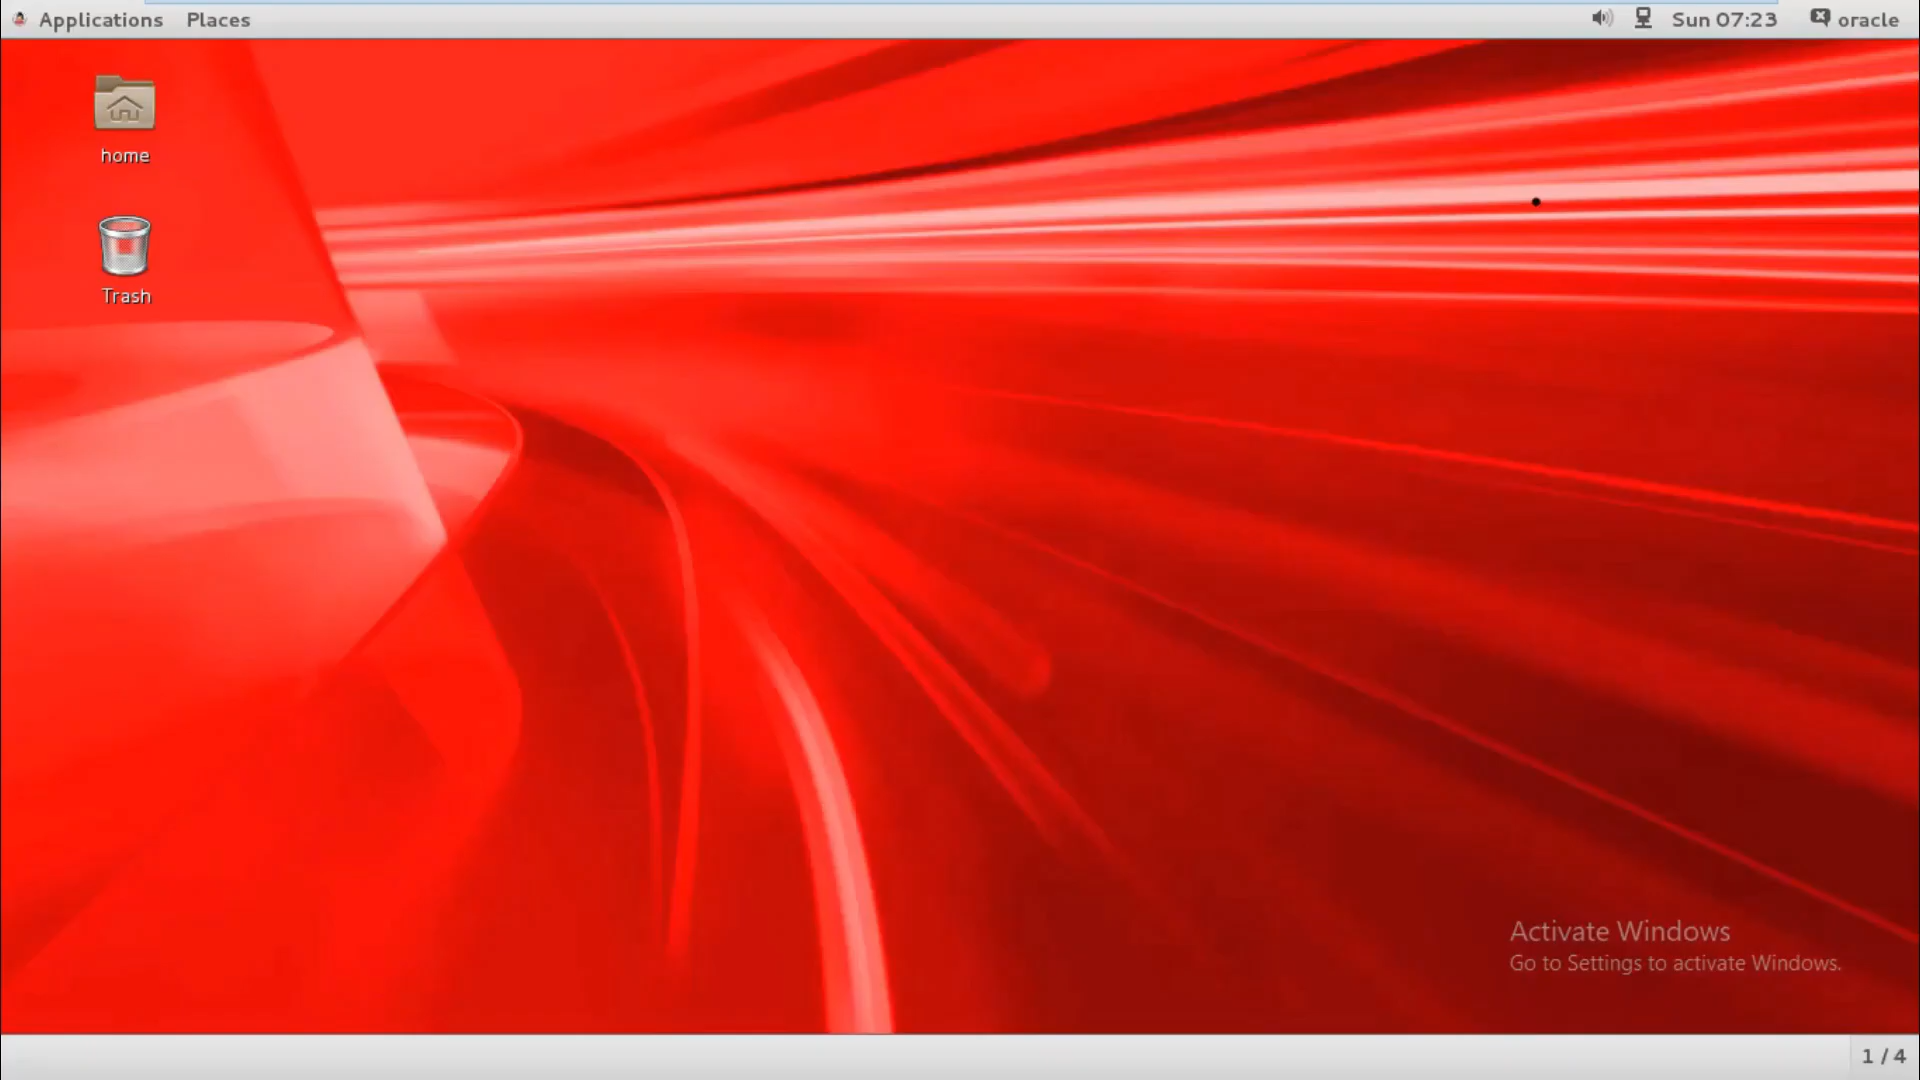 Applications Places Sun 07:23 oracle
home
Trash
Activate Windows
Go to Settings to activate Windows.
1 / 4